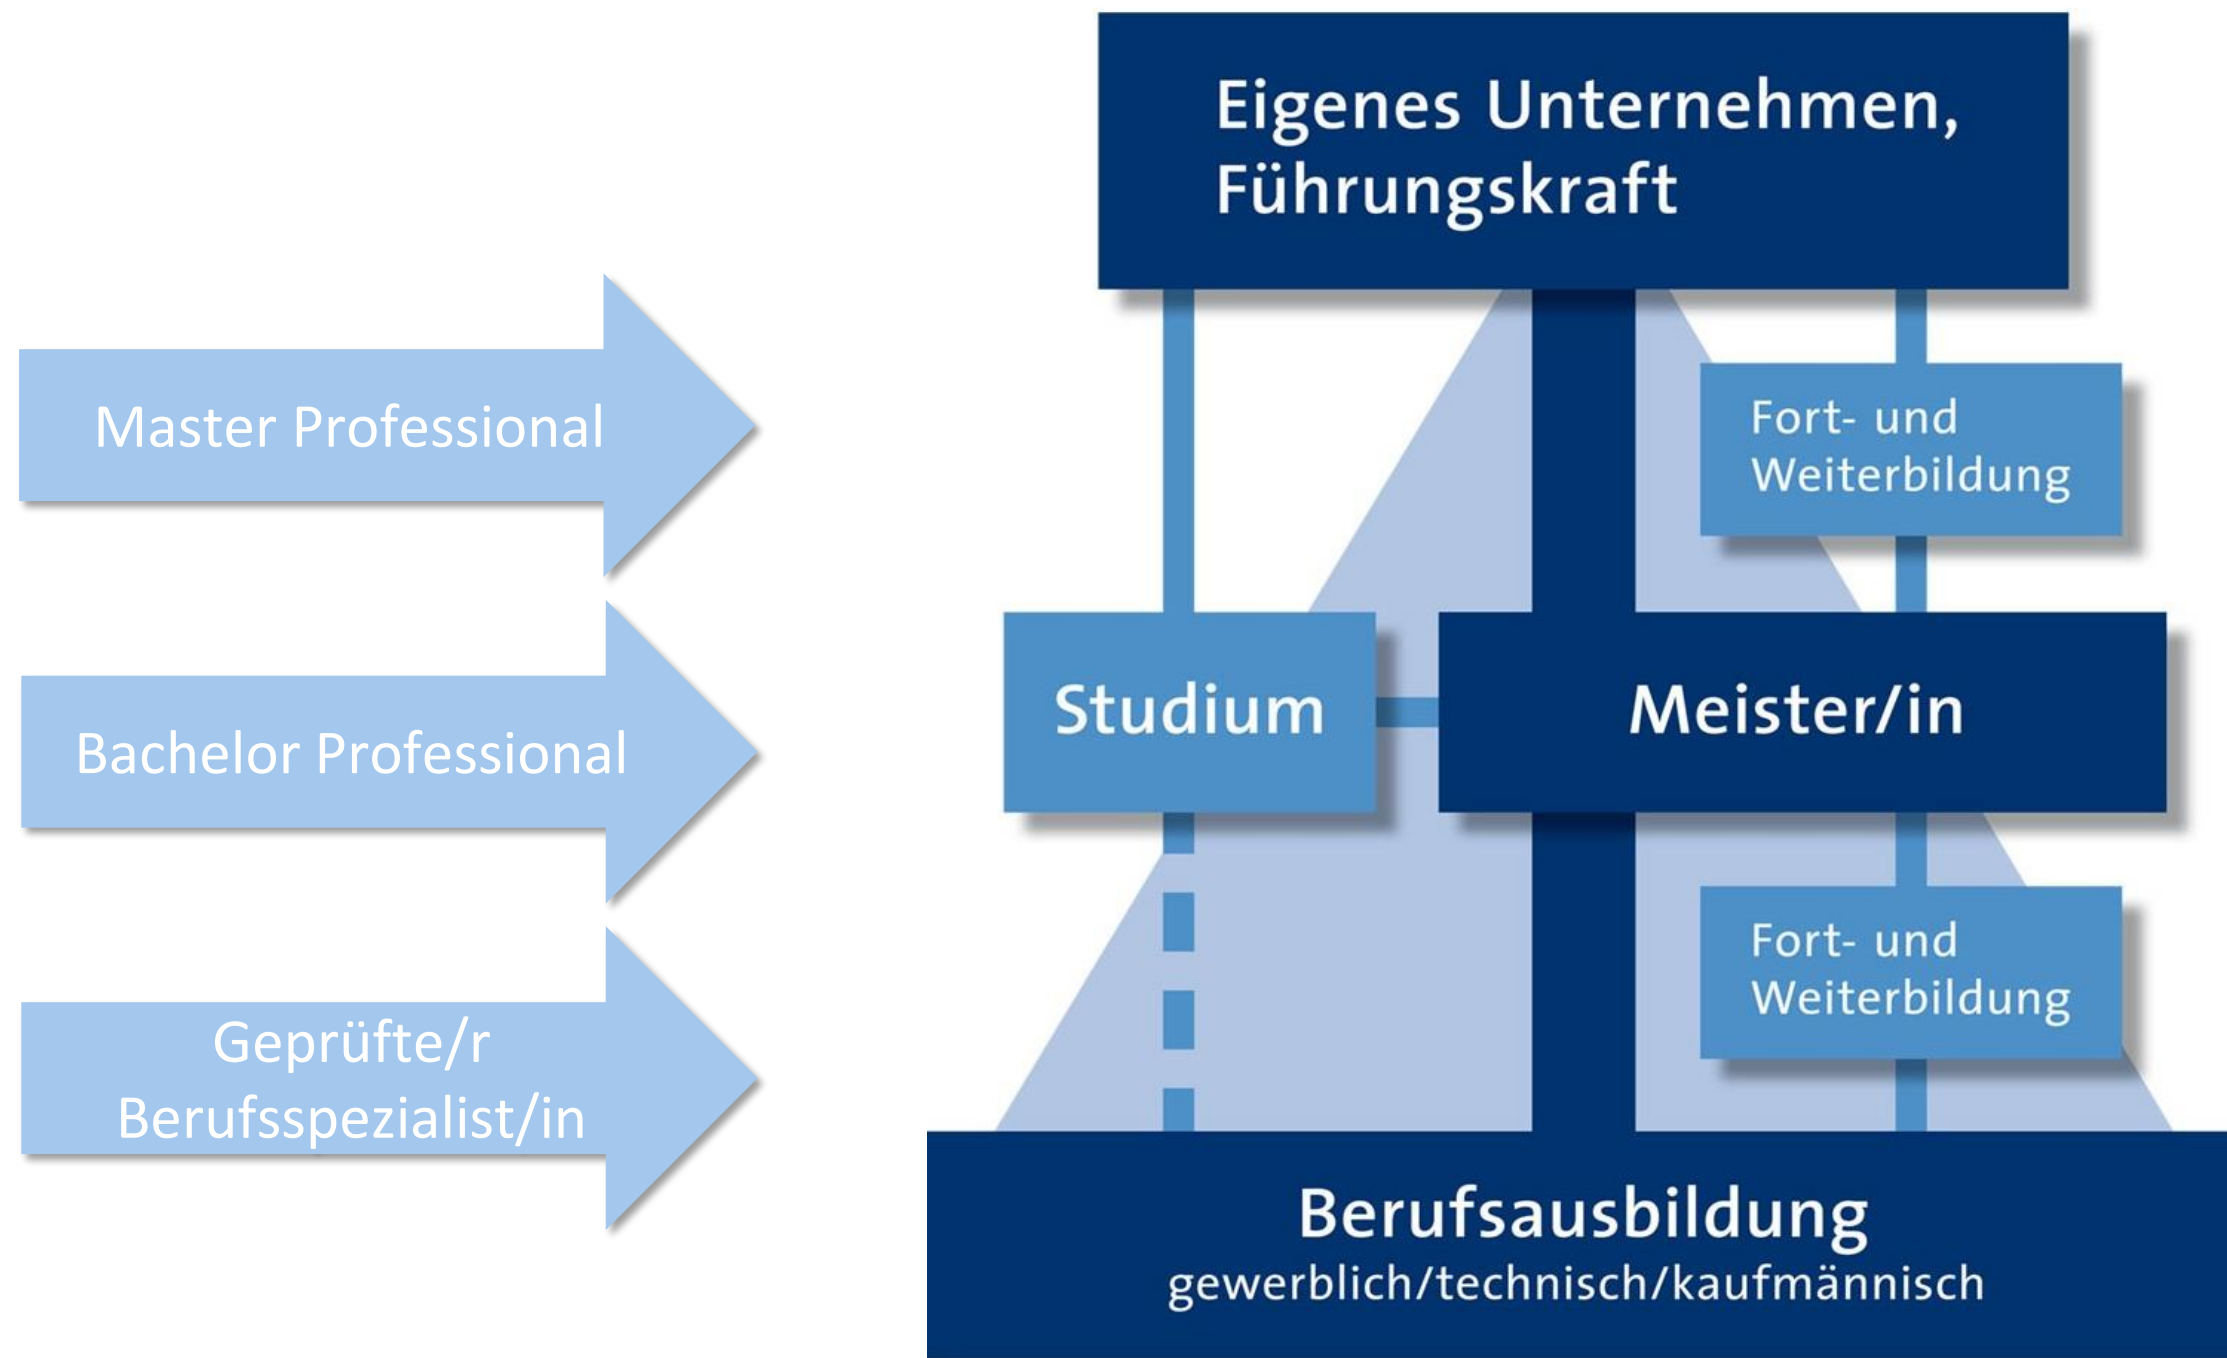 Eigenes Unternehmen,
Führungskraft
Master Professional
Fort- und
Weiterbildung
Bachelor Professional
Studium
Meister/in
Fort- und
Weiterbildung
Geprüfte/r
Berufsspezialist/in
Berufsausbildung
gewerblich/technisch/kaufmännisch